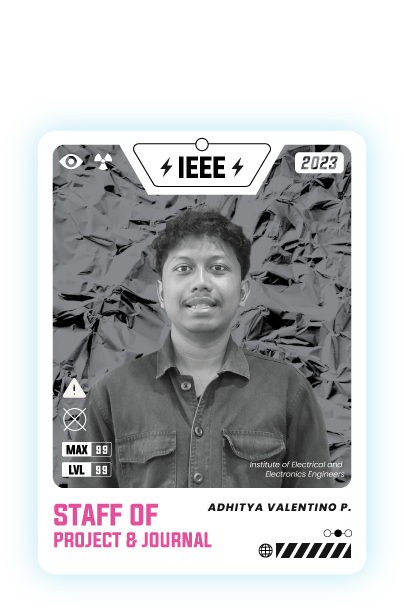 IEEE
2023
MAX 99
LVL 99
Institute of Electrical and
Electronics Engineers
STAFF OF
PROJECT & JOURNAL
ADHITYA VALENTINO P.